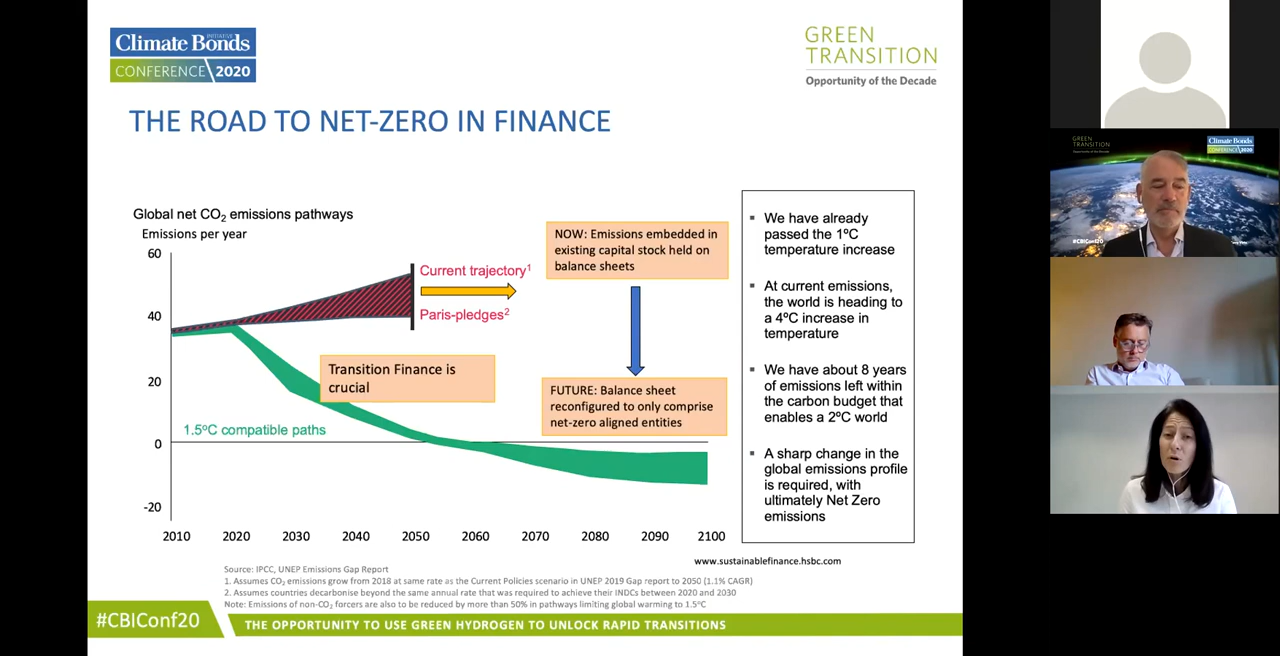 INITIATIVE
Climate Bonds
CONFERENCE 2020
GREEN
TRANSITION
Opportunity of the Decade
THE ROAD TO NET-ZERO IN FINANCE
Global net CO₂ emissions pathways
Emissions per year
60
40
20
0
-20
2010 2020 2030 2040 2050 2060 2070 2080 2090 2100
Current trajectory¹
Paris-pledges²
Transition Finance is
crucial
1.5ºC compatible paths
NOW: Emissions embedded in
existing capital stock held on
balance sheets
FUTURE: Balance sheet
reconfigured to only comprise
net-zero aligned entities
▪ We have already
passed the 1ºC
temperature increase
▪ At current emissions,
the world is heading to
a 4ºC increase in
temperature
▪ We have about 8 years
of emissions left within
the carbon budget that
enables a 2ºC world
▪ A sharp change in the
global emissions profile
is required, with
ultimately Net Zero
emissions
www.sustainablefinance.hsbc.com
Source: IPCC, UNEP Emissions Gap Report
1. Assumes CO₂ emissions grow from 2018 at same rate as the Current Policies scenario in UNEP 2019 Gap report to 2050 (1.1% CAGR)
2. Assumes countries decarbonise beyond the same annual rate that was required to achieve their INDCs between 2020 and 2030
Note: Emissions of non-CO₂ forcers are also to be reduced by more than 50% in pathways limiting global warming to 1.5ºC
#CBIConf20
THE OPPORTUNITY TO USE GREEN HYDROGEN TO UNLOCK RAPID TRANSITIONS
GREEN
TRANSITION
Climate Bonds
CONFERENCE 2020
#CBIConf20